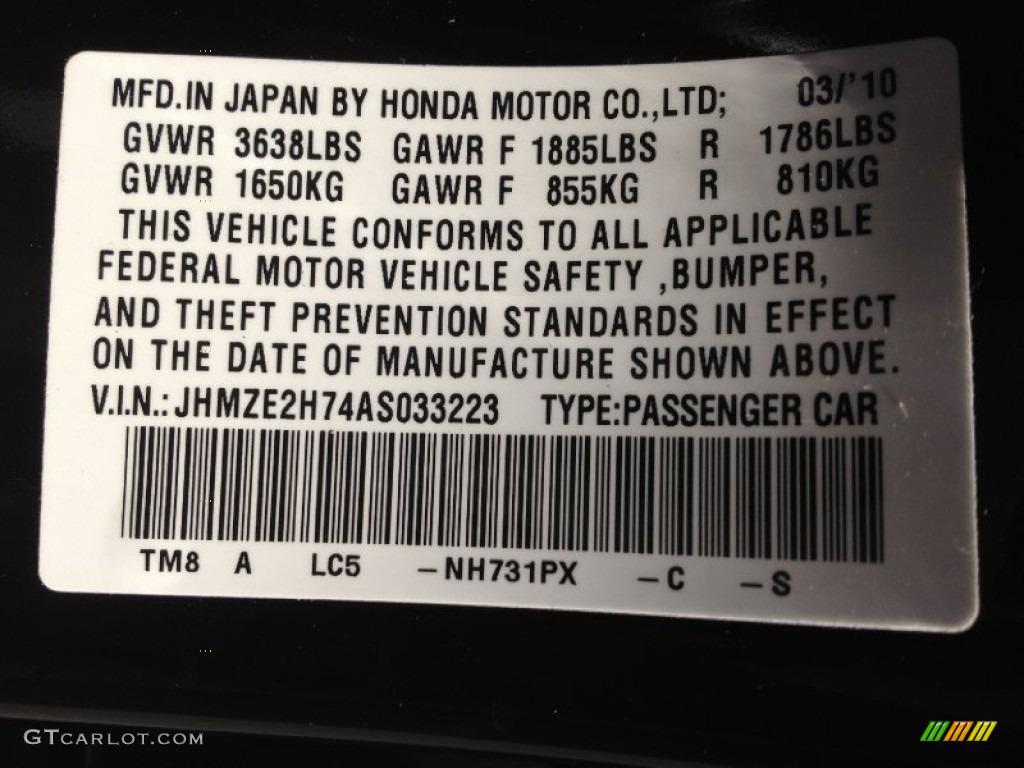 MFD.IN JAPAN BY HONDA MOTOR CO.,LTD; 03/'10
GVWR 3638LBS GAWR F 1885LBS R 1786LBS
GVWR 1650KG GAWR F 855KG R 810KG
THIS VEHICLE CONFORMS TO ALL APPLICABLE
FEDERAL MOTOR VEHICLE SAFETY ,BUMPER,
AND THEFT PREVENTION STANDARDS IN EFFECT
ON THE DATE OF MANUFACTURE SHOWN ABOVE.
V.I.N.: JHMZE2H74AS033223 TYPE:PASSENGER CAR
TM8 A LC5 –NH731PX –C –S
GTCARLOT.COM